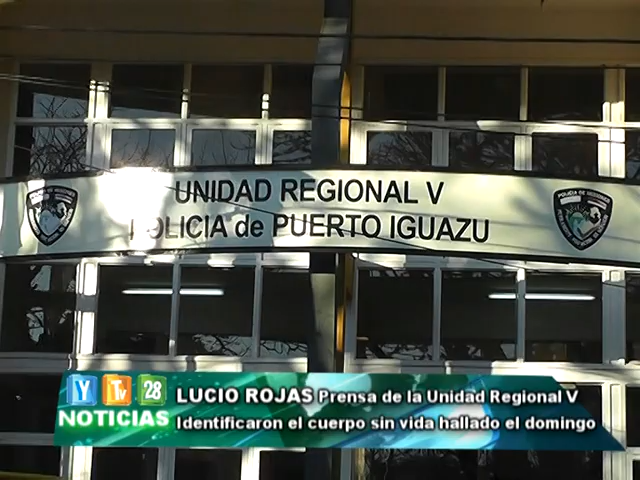 UNIDAD REGIONAL V
POLICIA de PUERTO IGUAZU
Y Tv 28
NOTICIAS
LUCIO ROJAS Prensa de la Unidad Regional V
Identificaron el cuerpo sin vida hallado el domingo